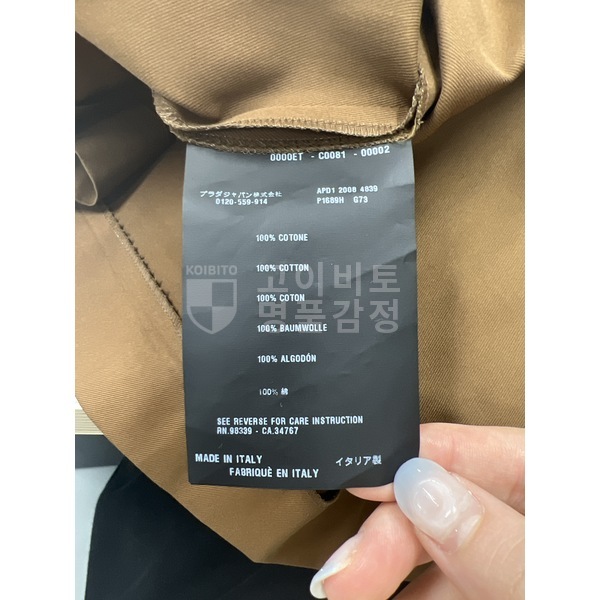 0000ET - C0081 - 000D2
プラダジャパン株式会社
0120-559-914
APD1 2008 4639
P1689H G73
100% COTONE
100% COTTON
100% COTON
100% BAUMWOLLE
100% ALGODÓN
100% 綿
SEE REVERSE FOR CARE INSTRUCTION
RN.98339 - CA.34767
MADE IN ITALY
FABRIQUÈ EN ITALY
イタリア製
KOIBITO
고이비토
명품감정